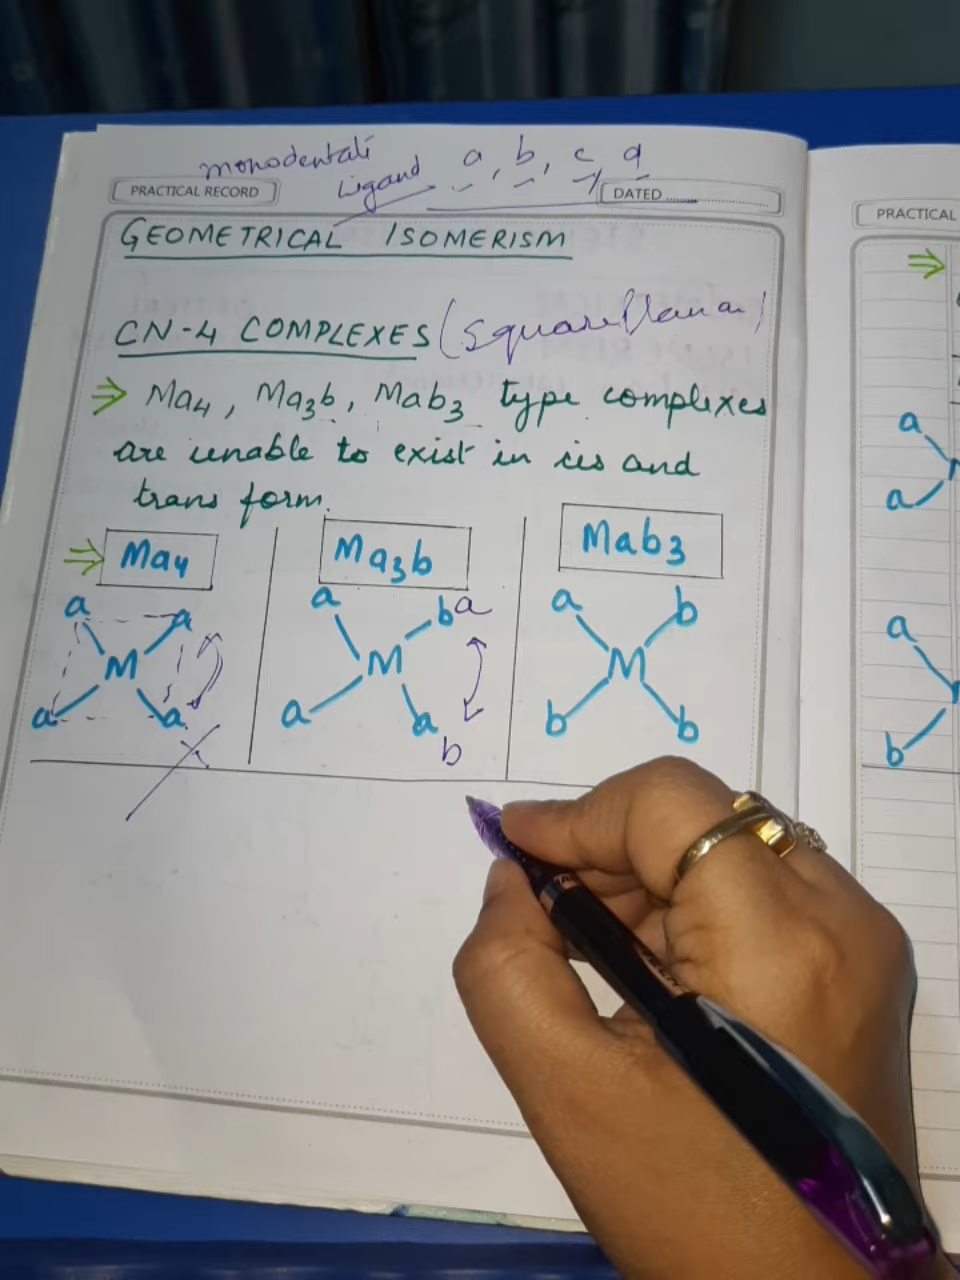 monodentate
Ligand a, b, c, d
PRACTICAL RECORD
DATED
GEOMETRICAL ISOMERISM
CN-4 COMPLEXES (Square Planar)
⇒ Ma4, Ma3b, Mab3 type complexes
are unable to exist in cis and
trans form.
⇒ Ma4
a a
M
a a
Ma3b
a b a
M
a a
b
Mab3
a b
M
b b
PRACTICAL
⇒
a
a
a
b